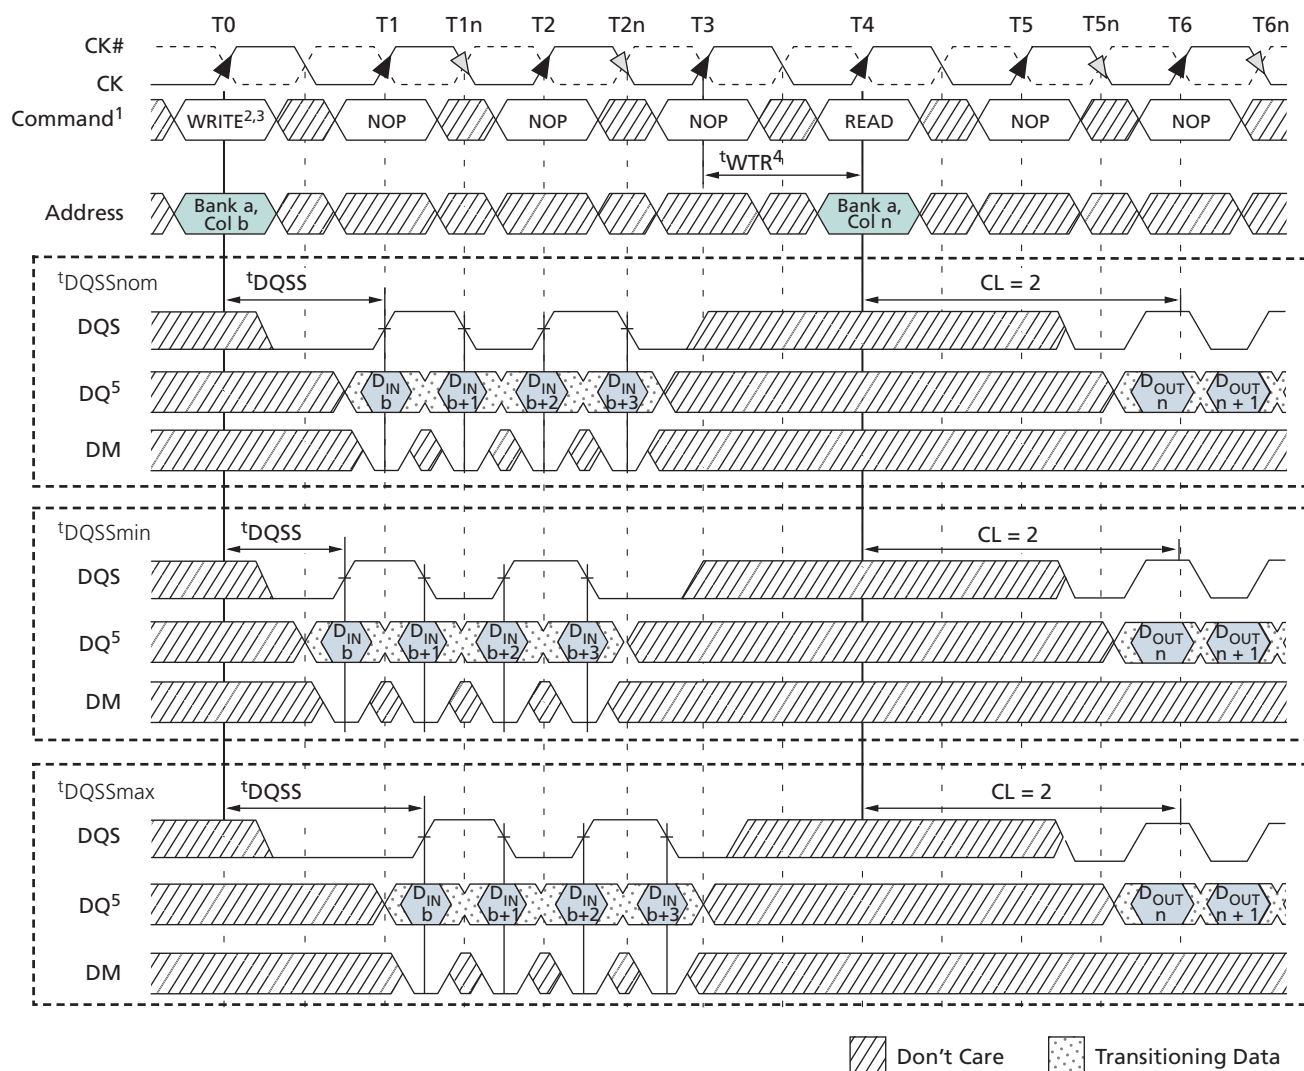 T0 T1 T1n T2 T2n T3 T4 T5 T5n T6 T6n
CK#
CK
Command1 WRITE2,3 NOP NOP NOP READ NOP NOP
tWTR4
Address Bank a, Col b Bank a, Col n
tDQSSnom tDQSS CL = 2
DQS
DQ5 DIN b DIN b+1 DIN b+2 DIN b+3 DOUT n DOUT n + 1
DM
tDQSSmin tDQSS CL = 2
DQS
DQ5 DIN b DIN b+1 DIN b+2 DIN b+3 DOUT n DOUT n + 1
DM
tDQSSmax tDQSS CL = 2
DQS
DQ5 DIN b DIN b+1 DIN b+2 DIN b+3 DOUT n DOUT n + 1
DM
Don't Care Transitioning Data